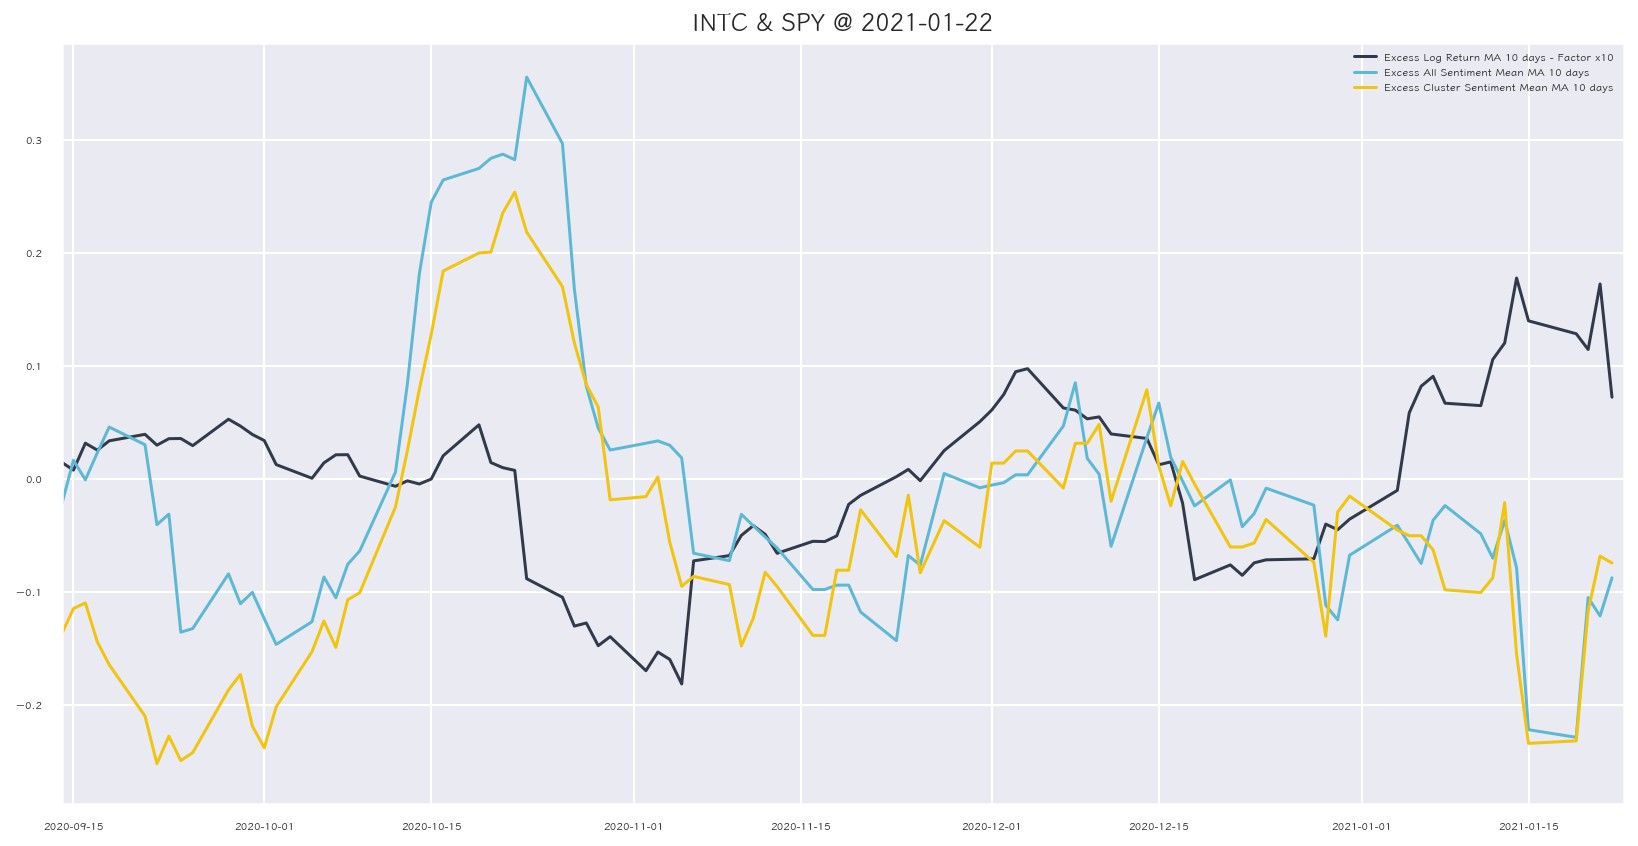 INTC & SPY @ 2021-01-22
Excess Log Return MA 10 days - Factor x10
Excess All Sentiment Mean MA 10 days
Excess Cluster Sentiment Mean MA 10 days
0.3
0.2
0.1
0.0
−0.1
−0.2
2020-09-15 2020-10-01 2020-10-15 2020-11-01 2020-11-15 2020-12-01 2020-12-15 2021-01-01 2021-01-15